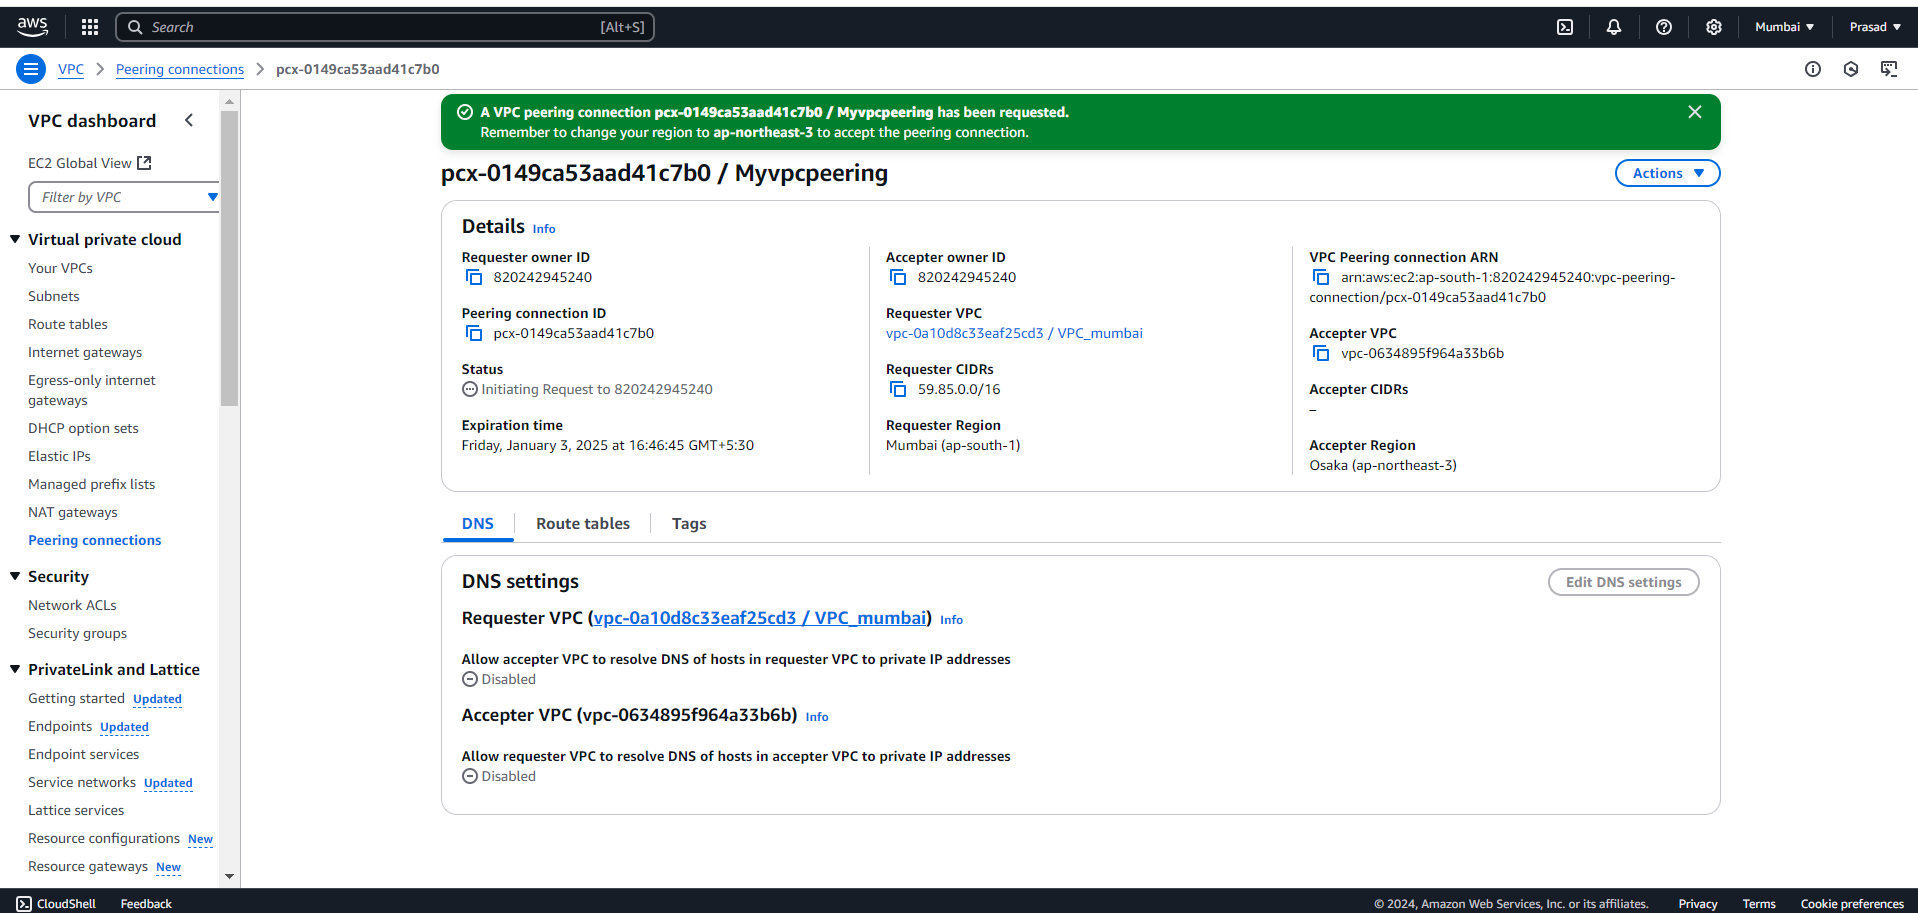 aws
Search [Alt+S]
Mumbai ▼ Prasad ▼
VPC > Peering connections > pcx-0149ca53aad41c7b0
VPC dashboard
EC2 Global View
Filter by VPC
Virtual private cloud
Your VPCs
Subnets
Route tables
Internet gateways
Egress-only internet
gateways
DHCP option sets
Elastic IPs
Managed prefix lists
NAT gateways
Peering connections
Security
Network ACLs
Security groups
PrivateLink and Lattice
Getting started Updated
Endpoints Updated
Endpoint services
Service networks Updated
Lattice services
Resource configurations New
Resource gateways New
A VPC peering connection pcx-0149ca53aad41c7b0 / Myvpcpeering has been requested.
Remember to change your region to ap-northeast-3 to accept the peering connection.
pcx-0149ca53aad41c7b0 / Myvpcpeering
Actions ▼
Details Info
Requester owner ID
820242945240
Peering connection ID
pcx-0149ca53aad41c7b0
Status
Initiating Request to 820242945240
Expiration time
Friday, January 3, 2025 at 16:46:45 GMT+5:30
Accepter owner ID
820242945240
Requester VPC
vpc-0a10d8c33eaf25cd3 / VPC_mumbai
Requester CIDRs
59.85.0.0/16
Requester Region
Mumbai (ap-south-1)
VPC Peering connection ARN
arn:aws:ec2:ap-south-1:820242945240:vpc-peering-
connection/pcx-0149ca53aad41c7b0
Accepter VPC
vpc-0634895f964a33b6b
Accepter CIDRs
–
Accepter Region
Osaka (ap-northeast-3)
DNS Route tables Tags
DNS settings
Edit DNS settings
Requester VPC (vpc-0a10d8c33eaf25cd3 / VPC_mumbai) Info
Allow accepter VPC to resolve DNS of hosts in requester VPC to private IP addresses
Disabled
Accepter VPC (vpc-0634895f964a33b6b) Info
Allow requester VPC to resolve DNS of hosts in accepter VPC to private IP addresses
Disabled
CloudShell Feedback
© 2024, Amazon Web Services, Inc. or its affiliates. Privacy Terms Cookie preferences